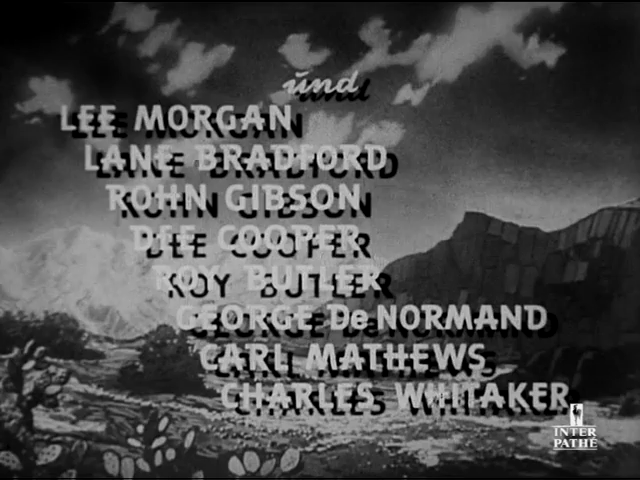 und
LEE MORGAN
LANE BRADFORD
ROHN GIBSON
DEE COOPER
ROY BUTLER
GEORGE De NORMAND
CARL MATHEWS
CHARLES WHITAKER
INTER
PATHÉ